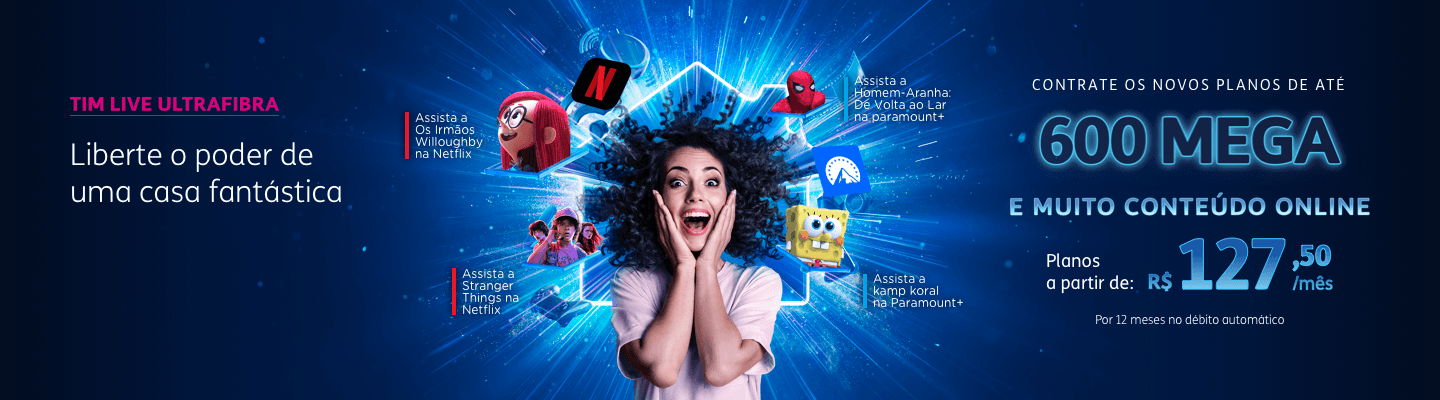 TIM LIVE ULTRAFIBRA
Liberte o poder de
uma casa fantástica
Assista a
Os Irmãos
Willoughby
na Netflix
N
Assista a
Stranger
Things na
Netflix
Assista a
Homem-Aranha:
De Volta ao Lar
na paramount+
Assista a
kamp koral
na Paramount+
CONTRATE OS NOVOS PLANOS DE ATÉ
600 MEGA
E MUITO CONTEÚDO ONLINE
Planos
a partir de: R$ 127,50
/mês
Por 12 meses no débito automático